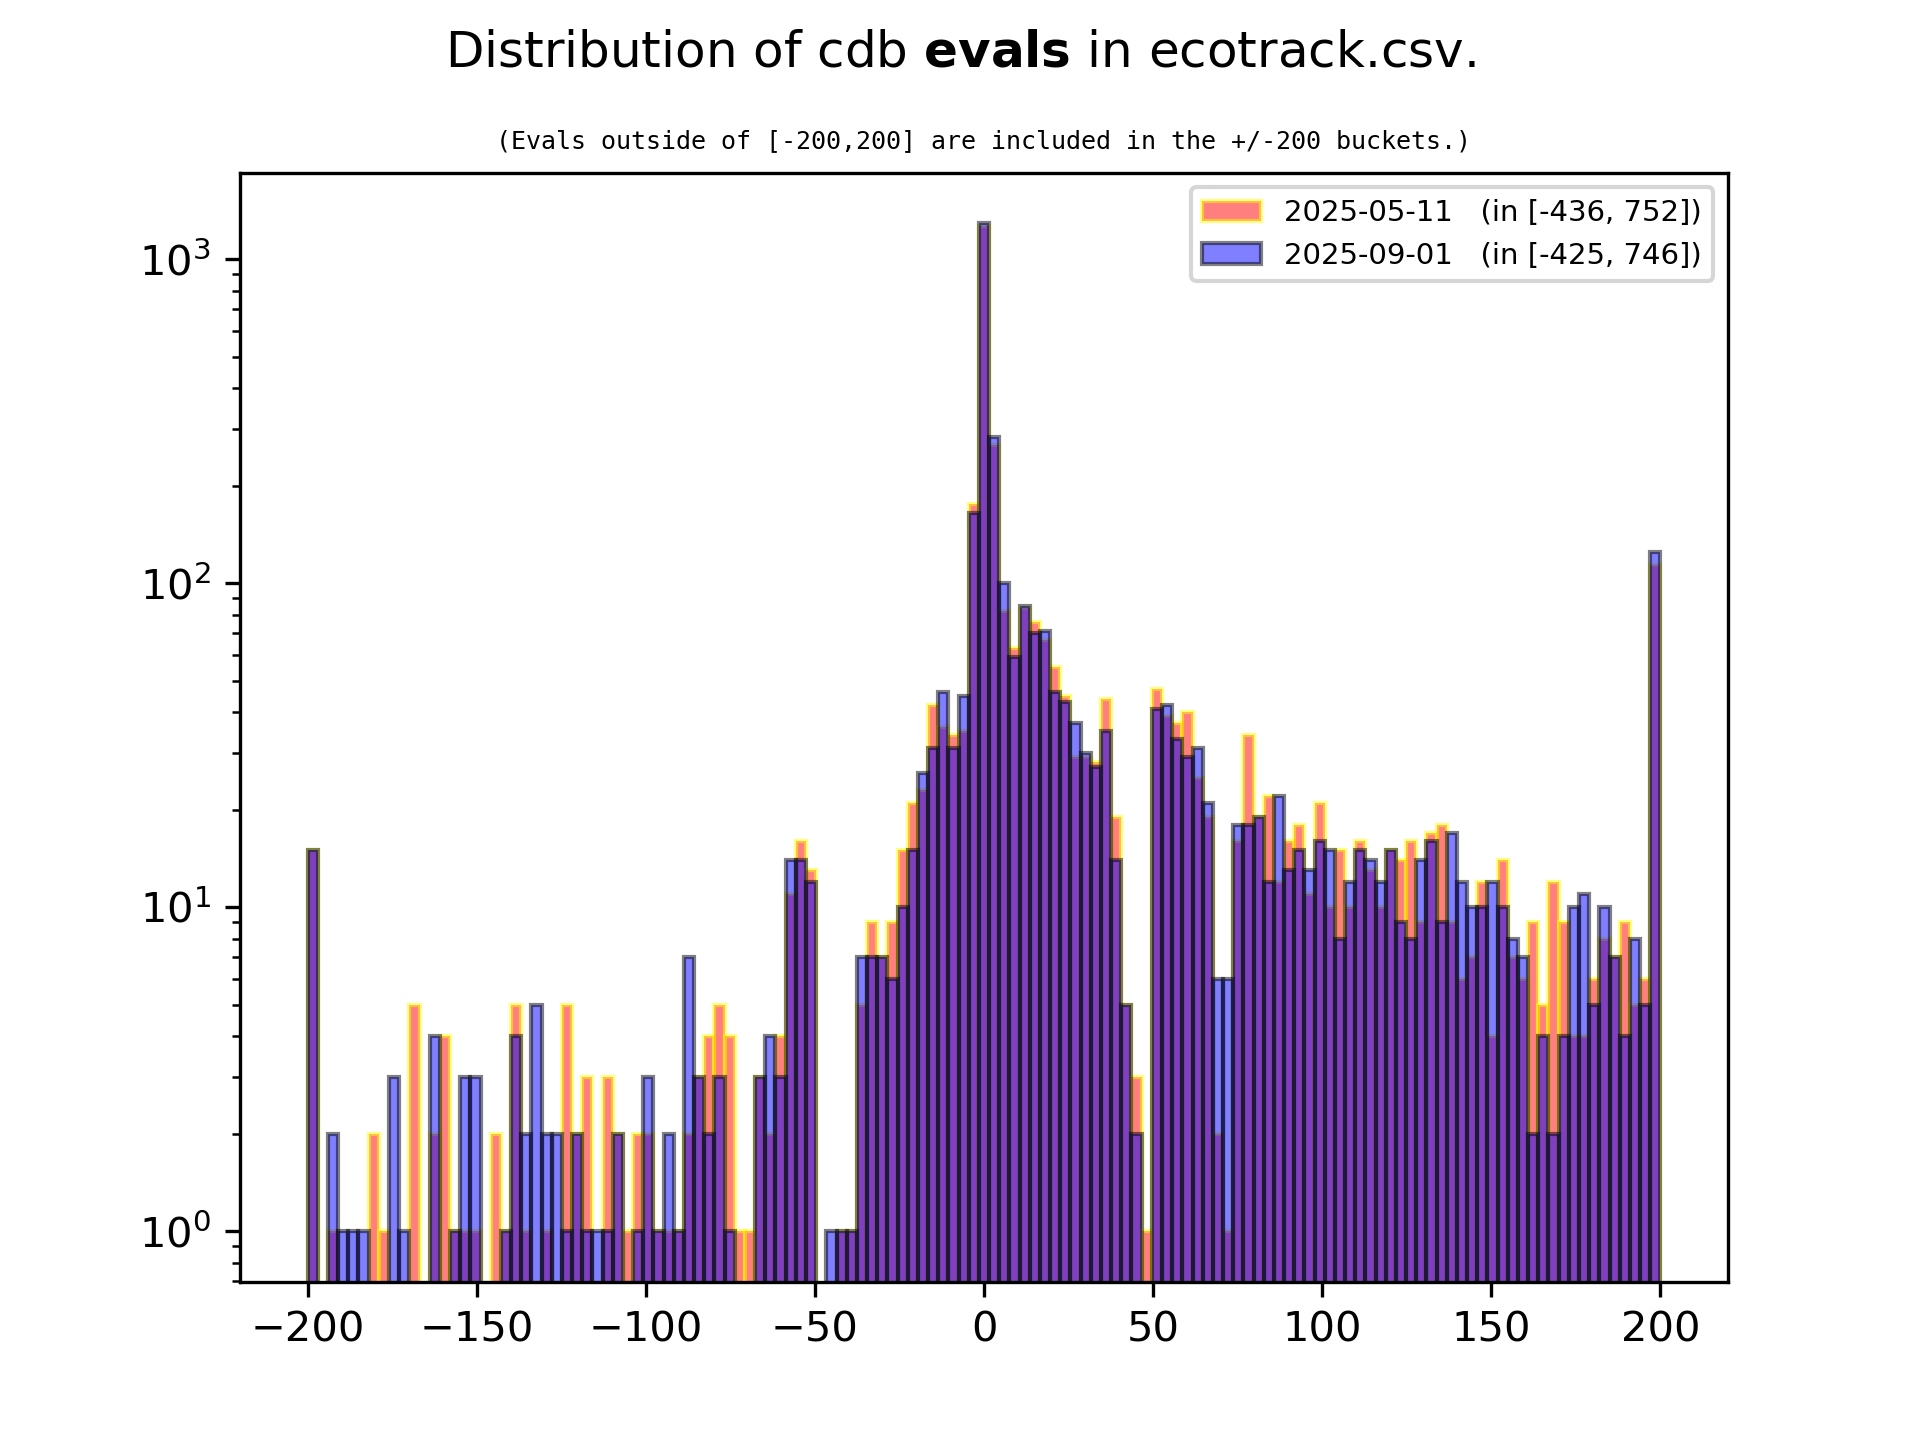 Distribution of cdb evals in ecotrack.csv.
(Evals outside of [-200,200] are included in the +/-200 buckets.)
2025-05-11 (in [-436, 752])
2025-09-01 (in [-425, 746])
10³
10²
10¹
10⁰
−200 −150 −100 −50 0 50 100 150 200